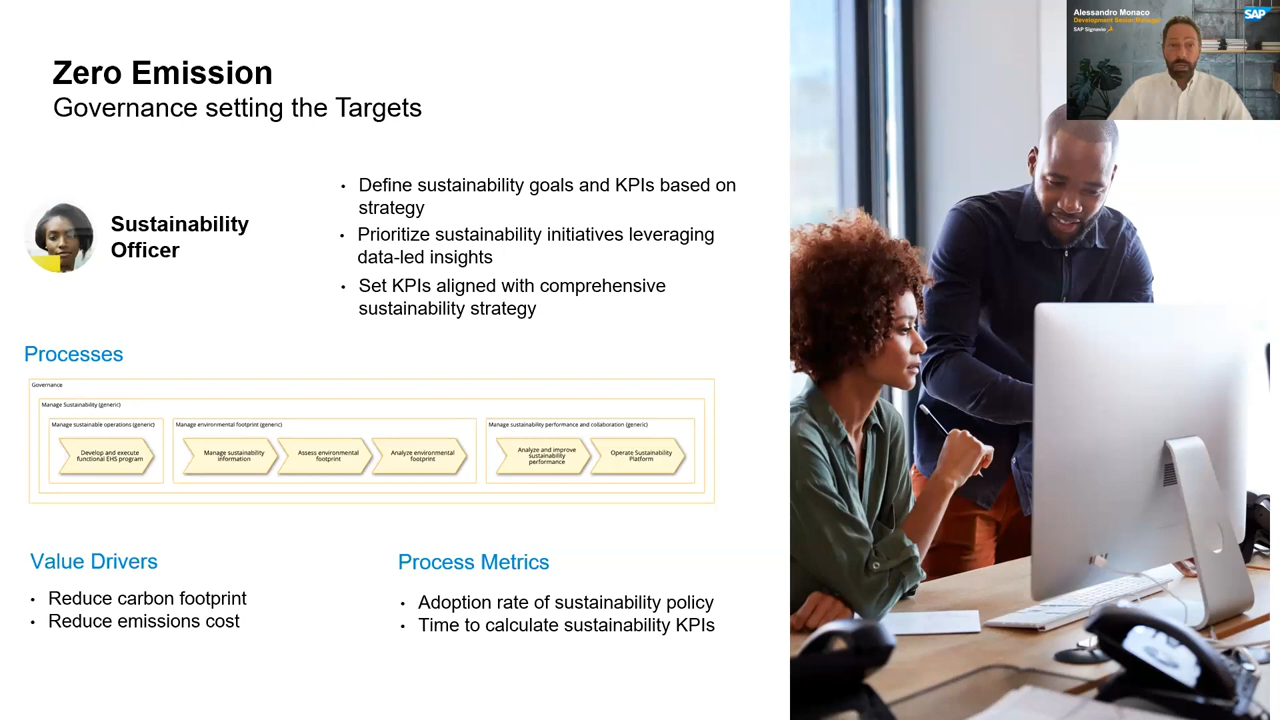 Zero Emission
Governance setting the Targets
Alessandro Monaco
Development Senior Manager
SAP Signavio
SAP
Sustainability
Officer
• Define sustainability goals and KPIs based on
strategy
• Prioritize sustainability initiatives leveraging
data-led insights
• Set KPIs aligned with comprehensive
sustainability strategy
Processes
Governance
Manage Sustainability (generic)
Manage sustainable operations (generic)
Develop and execute
functional EHS program
Manage environmental footprint (generic)
Manage sustainability
information
Assess environmental
footprint
Analyze environmental
footprint
Manage sustainability performance and collaboration (generic)
Analyze and improve
sustainability
performance
Operate Sustainability
Platform
Value Drivers
• Reduce carbon footprint
• Reduce emissions cost
Process Metrics
• Adoption rate of sustainability policy
• Time to calculate sustainability KPIs